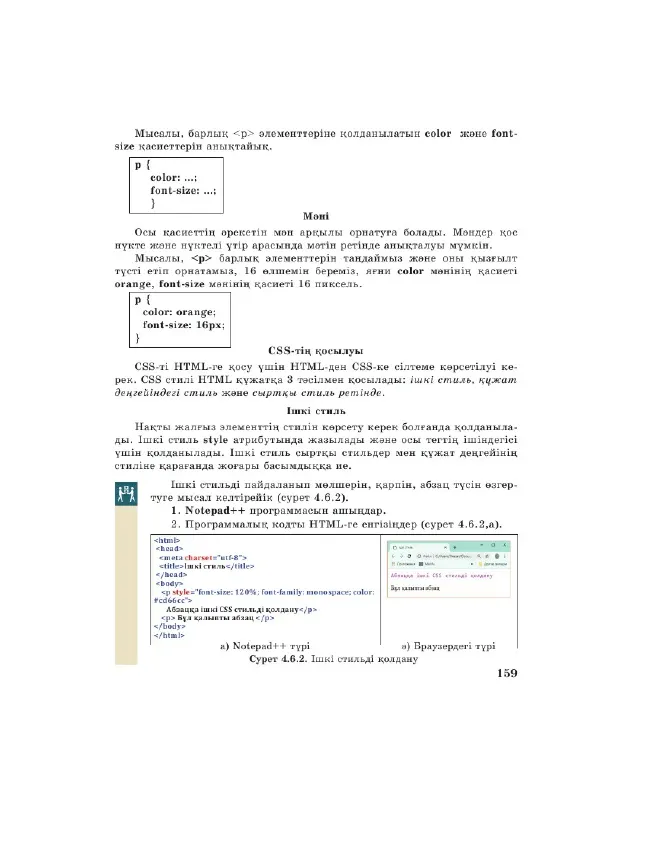 Мысалы, барлық <p> элементтеріне қолданылатын color және font-
size қасиеттерін анықтайық.
p {
color: ...;
font-size: ...;
}
Мәні
Осы қасиеттің әрекетін мән арқылы орнатуға болады. Мәндер қос
нүкте және нүктелі үтір арасында мәтін ретінде анықталуы мүмкін.
Мысалы, <p> барлық элементтерін таңдаймыз және оны қызғылт
түсті етіп орнатамыз, 16 өлшемін береміз, яғни color мәнінің қасиеті
orange, font-size мәнінің қасиеті 16 пиксель.
p {
color: orange;
font-size: 16px;
}
CSS-тің қосылуы
CSS-ті HTML-ге қосу үшін HTML-ден CSS-ке сілтеме көрсетілуі ке-
рек. CSS стилі HTML құжатқа 3 тәсілмен қосылады: ішкі стиль, құжат
деңгейіндегі стиль және сыртқы стиль ретінде.
Ішкі стиль
Нақты жалғыз элементтің стилін көрсету керек болғанда қолданыла-
ды. Ішкі стиль style атрибутында жазылады және осы тегтің ішіндегісі
үшін қолданылады. Ішкі стиль сыртқы стильдер мен құжат деңгейінің
стиліне қарағанда жоғары басымдыққа ие.
Ішкі стильді пайдаланып мөлшерін, қарпін, абзац түсін өзгер-
туге мысал келтірейік (сурет 4.6.2).
1. Notepad++ программасын ашыңдар.
2. Программалық кодты HTML-ге енгізіңдер (сурет 4.6.2,а).
<html>
<head>
<meta charset="utf-8">
<title>Ішкі стиль</title>
</head>
<body>
<p style="font-size: 120%; font-family: monospace; color:
#cd66cc">
Абзацқа ішкі CSS стильді қолдану</p>
<p> Бұл қалыпты абзац </p>
</body>
</html>
Абзацқа ішкі CSS стильді қолдану
Бұл қалыпты абзац
а) Notepad++ түрі
ә) Браузердегі түрі
Сурет 4.6.2. Ішкі стильді қолдану
159